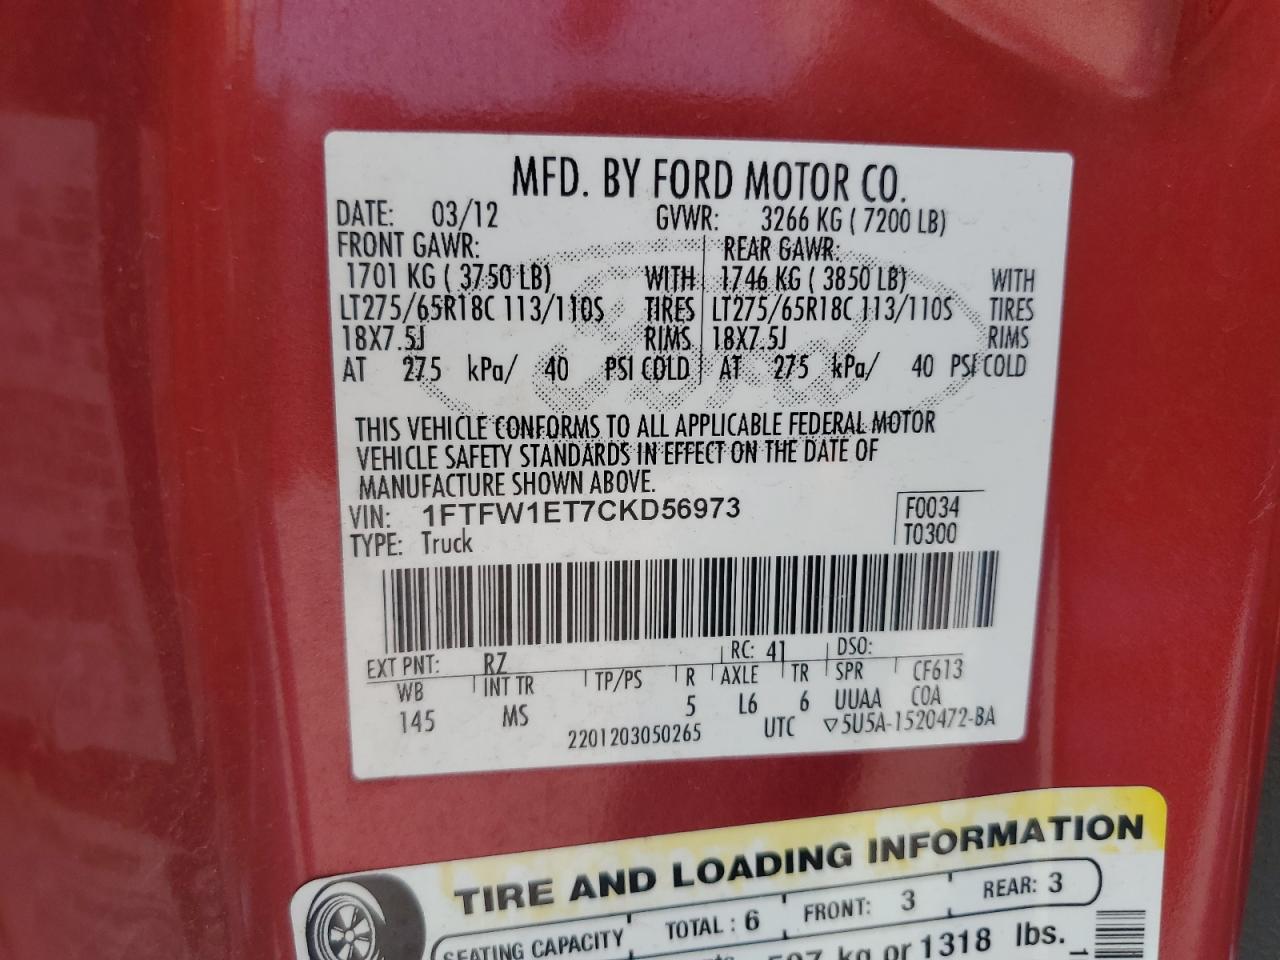 MFD. BY FORD MOTOR CO.
DATE: 03/12 GVWR: 3266 KG ( 7200 LB)
FRONT GAWR: REAR GAWR:
1701 KG ( 3750 LB) WITH 1746 KG ( 3850 LB) WITH
LT275/65R18C 113/110S TIRES LT275/65R18C 113/110S TIRES
18X7.5J RIMS 18X7.5J RIMS
AT 275 kPa/ 40 PSI COLD AT 275 kPa/ 40 PSI COLD
THIS VEHICLE CONFORMS TO ALL APPLICABLE FEDERAL MOTOR
VEHICLE SAFETY STANDARDS IN EFFECT ON THE DATE OF
MANUFACTURE SHOWN ABOVE.
VIN: 1FTFW1ET7CKD56973 F0034
TYPE: Truck T0300
EXT PNT: RZ RC: 41 DSO:
WB INT TR TP/PS R AXLE TR SPR CF613
145 MS 5 L6 6 UUAA COA
2201203050265 UTC ▽5U5A-1520472-BA
TIRE AND LOADING INFORMATION
SEATING CAPACITY TOTAL : 6 FRONT: 3 REAR: 3
kg or 1318 lbs.